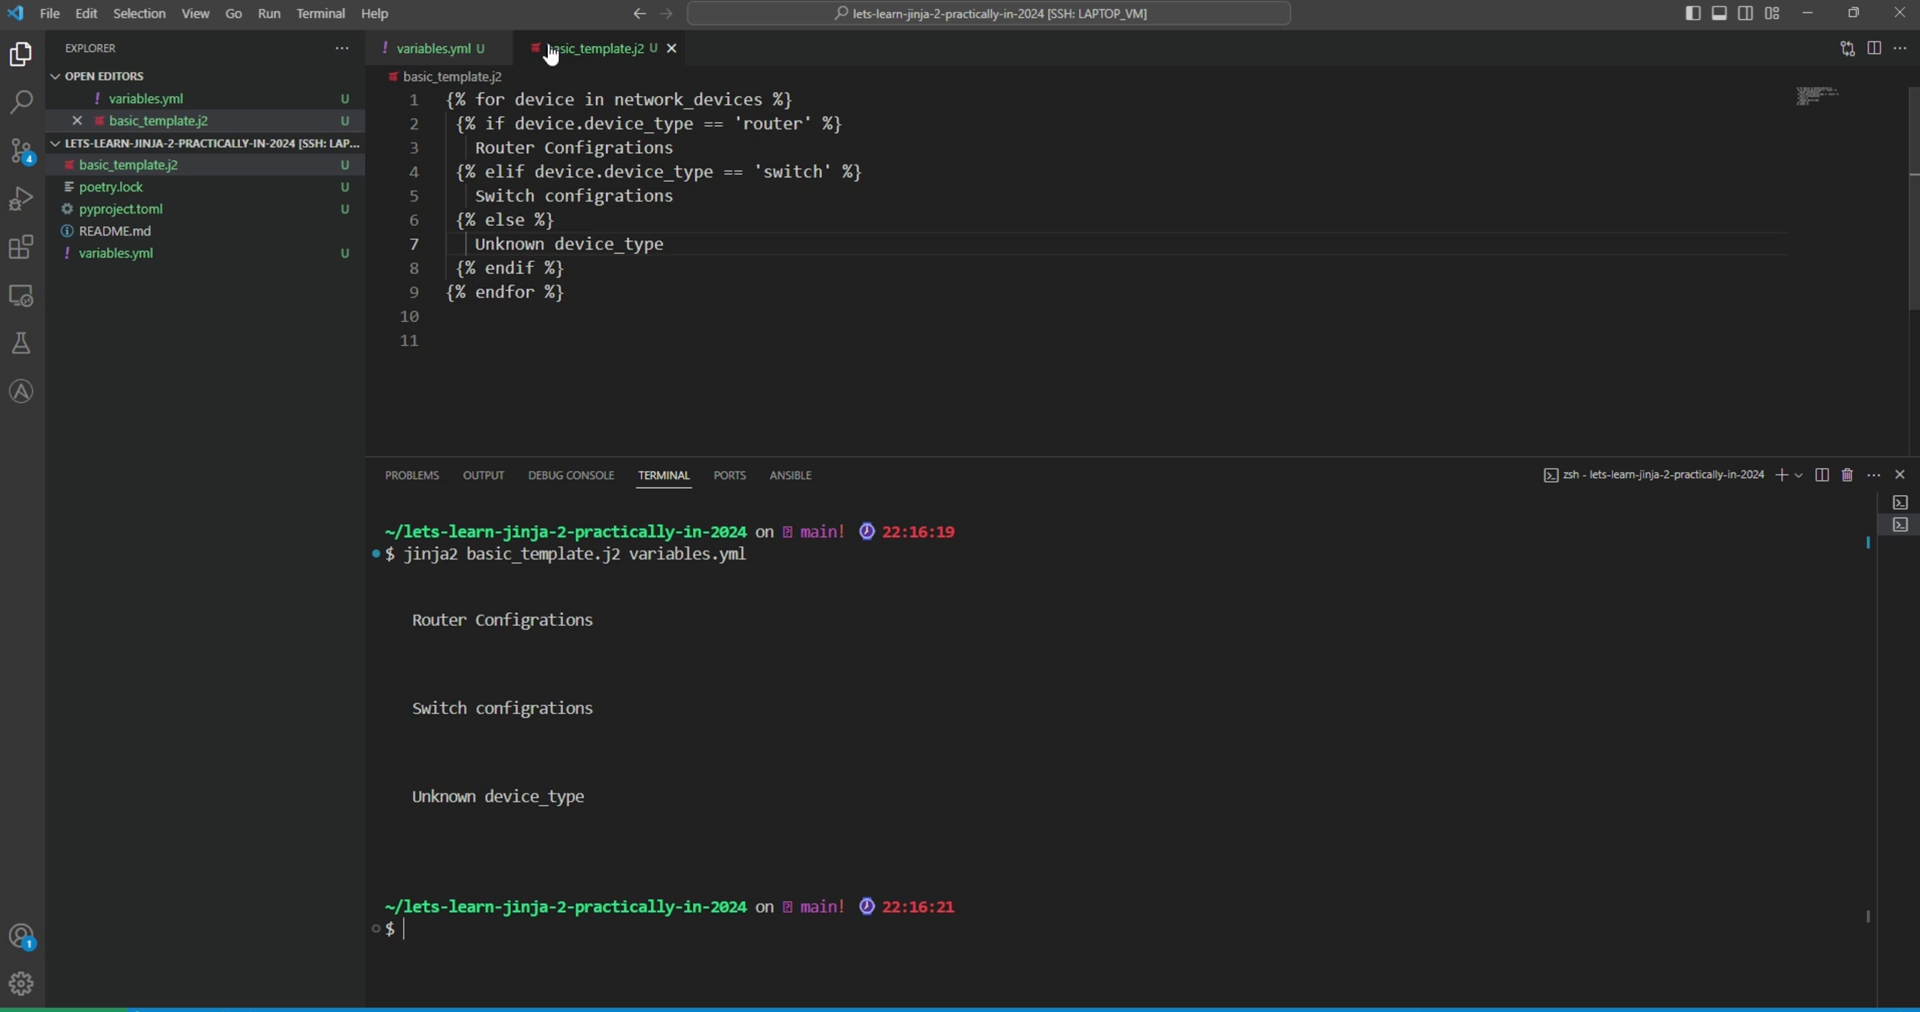 File Edit Selection View Go Run Terminal Help
lets-learn-jinja-2-practically-in-2024 [SSH: LAPTOP_VM]
EXPLORER
OPEN EDITORS
! variables.yml U
basic_template.j2 U
LETS-LEARN-JINJA-2-PRACTICALLY-IN-2024 [SSH: LAP...
basic_template.j2 U
poetry.lock U
pyproject.toml U
README.md
! variables.yml U
4
1
! variables.yml U
basic_template.j2 U
basic_template.j2
1 {% for device in network_devices %}
2 {% if device.device_type == 'router' %}
3 Router Configrations
4 {% elif device.device_type == 'switch' %}
5 Switch configrations
6 {% else %}
7 Unknown device_type
8 {% endif %}
9 {% endfor %}
10
11
PROBLEMS OUTPUT DEBUG CONSOLE TERMINAL PORTS ANSIBLE
zsh - lets-learn-jinja-2-practically-in-2024
~/lets-learn-jinja-2-practically-in-2024 on main! 22:16:19
$ jinja2 basic_template.j2 variables.yml
Router Configrations
Switch configrations
Unknown device_type
~/lets-learn-jinja-2-practically-in-2024 on main! 22:16:21
$